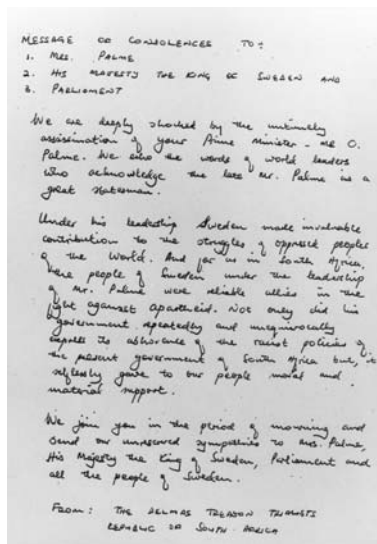 MESSAGE OF CONDOLENCES TO:
1. MRS. PALME
2. HIS MAJESTY THE KING OF SWEDEN AND
3. PARLIAMENT
We are deeply shocked by the untimely
assassination of your Prime Minister - Mr O.
Palme. We echo the words of world leaders
who acknowledge the late Mr. Palme as a
great statesman.
Under his leadership Sweden made invaluable
contribution to the struggles of oppressed peoples
of the world. And for us in South Africa,
the people of Sweden under the leadership
of Mr. Palme were reliable allies in the
fight against apartheid. Not only did his
government repeatedly and unequivocally
express its abhorance of the racist policies of
the present government of South Africa but, it
selflessly gave to our people moral and
material support.
We join you in the period of mourning and
send our unreserved sympathies to Mrs. Palme,
His Majesty the King of Sweden, Parliament and
all the people of Sweden.
FROM: THE DELMAS TREASON TRIALISTS
REPUBLIC OF SOUTH AFRICA